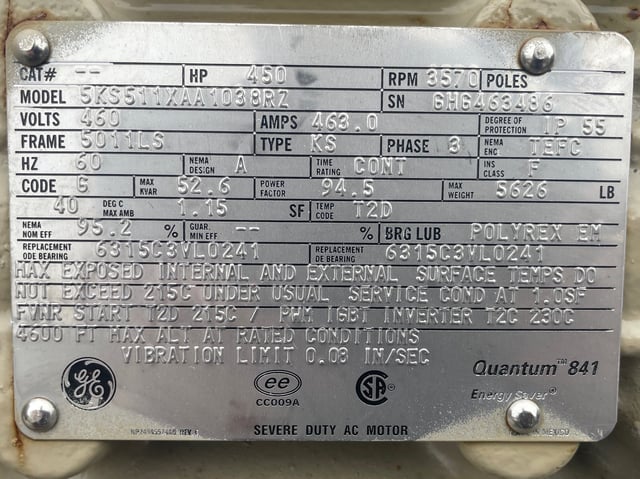 CAT# -- HP 450 RPM 3570 POLES
MODEL 5KS511XAA1038RZ SN GHG463486
VOLTS 460 AMPS 463.0 DEGREE OF PROTECTION IP 55
FRAME 5011LS TYPE KS PHASE 3 NEMA ENC TEFC
HZ 60 NEMA DESIGN A TIME RATING CONT INS CLASS F
CODE G MAX KVAR 52.6 POWER FACTOR 94.5 MAX WEIGHT 5626 LB
40 DEG C MAX AMB 1.15 SF TEMP CODE T2D
NEMA NOM EFF 95.2 % GUAR. MIN EFF -- % BRG LUB POLYREX EM
REPLACEMENT ODE BEARING 6315C3VL0241 REPLACEMENT DE BEARING 6315C3VL0241
MAX EXPOSED INTERNAL AND EXTERNAL SURFACE TEMPS DO
NOT EXCEED 215C UNDER USUAL SERVICE COND AT 1.0SF
FVNR START T2D 215C / PWM IGBT INVERTER T2C 230C
4600 FT MAX ALT AT RATED CONDITIONS
VIBRATION LIMIT 0.08 IN/SEC
GE ee CC009A SA Quantum™ 841
Energy Saver®
SEVERE DUTY AC MOTOR MEXICO